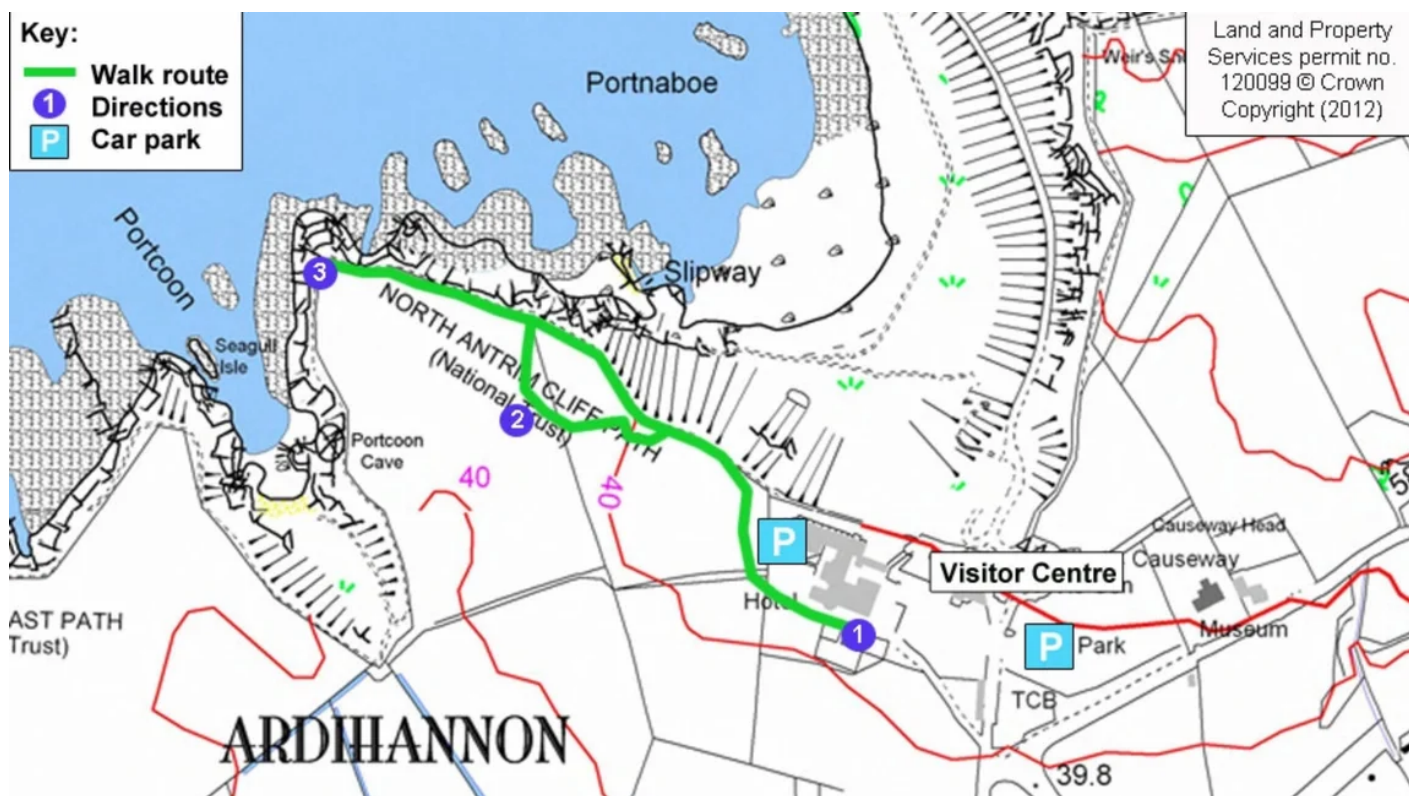 Key:
Walk route
1 Directions
P Car park
Land and Property
Services permit no.
120099 © Crown
Copyright (2012)
Weir's
Portnaboe
Portcoon
Slipway
3
NORTH ANTRIM CLIFF PATH
(National Trust)
Seagull
Isle
2
Portcoon
Cave
40
40
P
Causeway Head
Visitor Centre
Causeway
Hotel
1
Museum
P Park
AST PATH
Trust)
TCB
ARDIHANNON
39.8